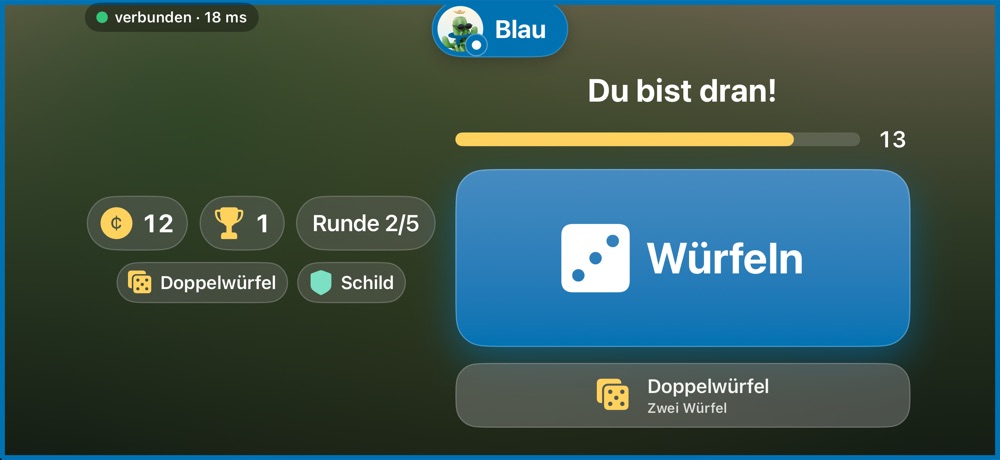 verbunden · 18 ms
Blau
Du bist dran!
13
¢ 12
1
Runde 2/5
Doppelwürfel
Schild
Würfeln
Doppelwürfel
Zwei Würfel